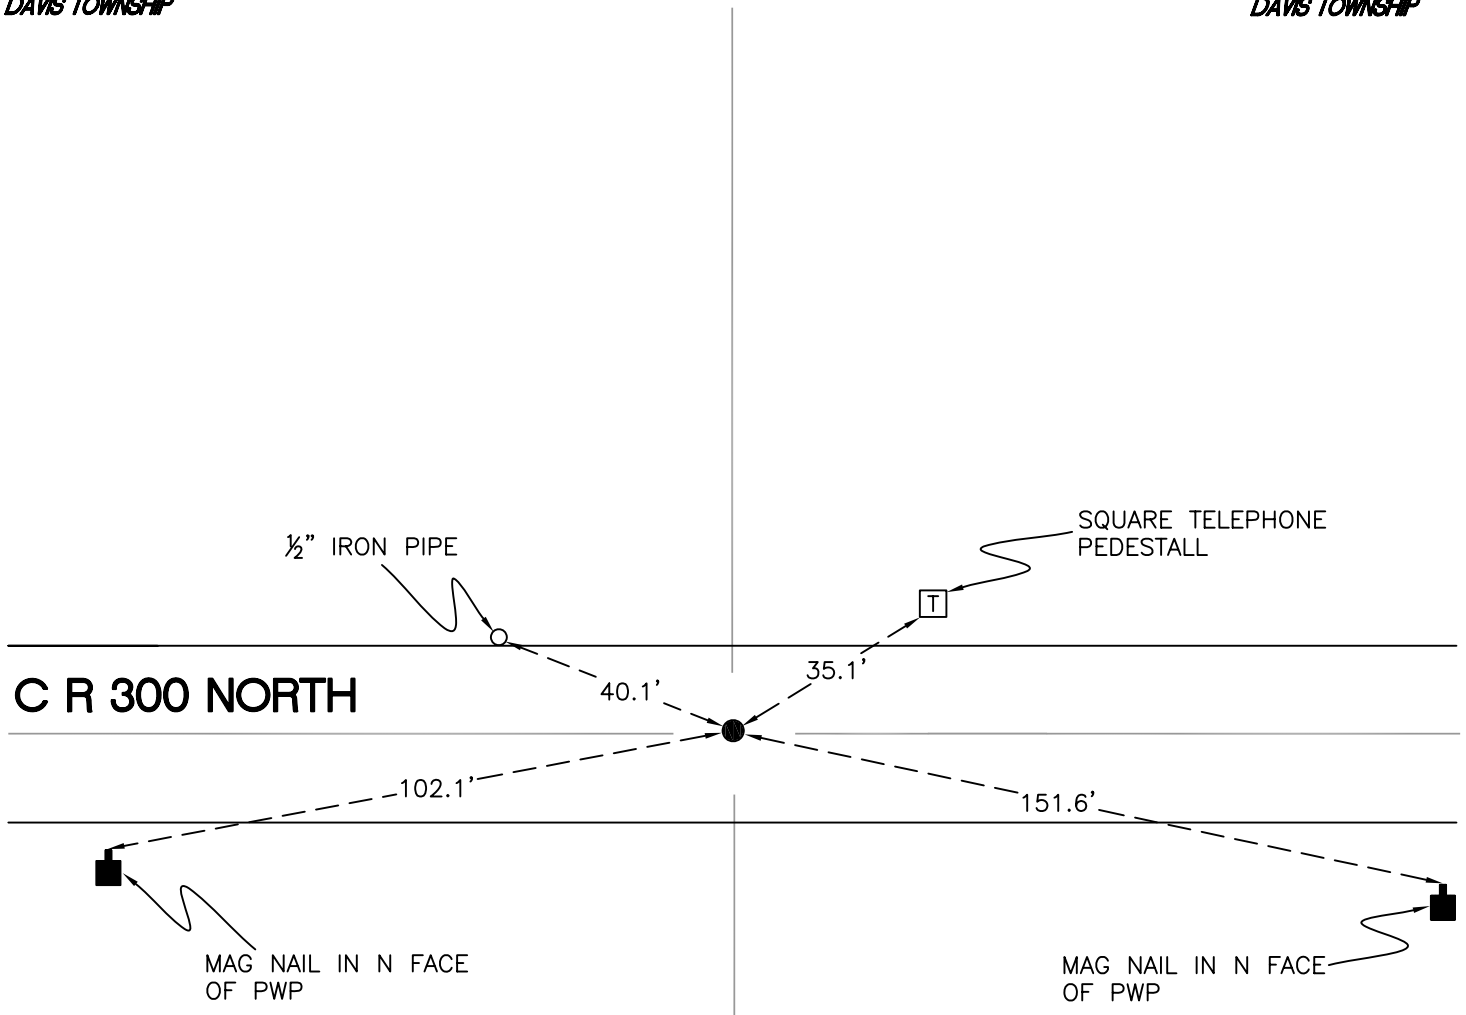 DAVIS TOWNSHIP
DAVIS TOWNSHIP
SQUARE TELEPHONE
PEDESTALL
½" IRON PIPE
T
35.1'
40.1'
C R 300 NORTH
102.1'
151.6'
MAG NAIL IN N FACE
OF PWP
MAG NAIL IN N FACE
OF PWP